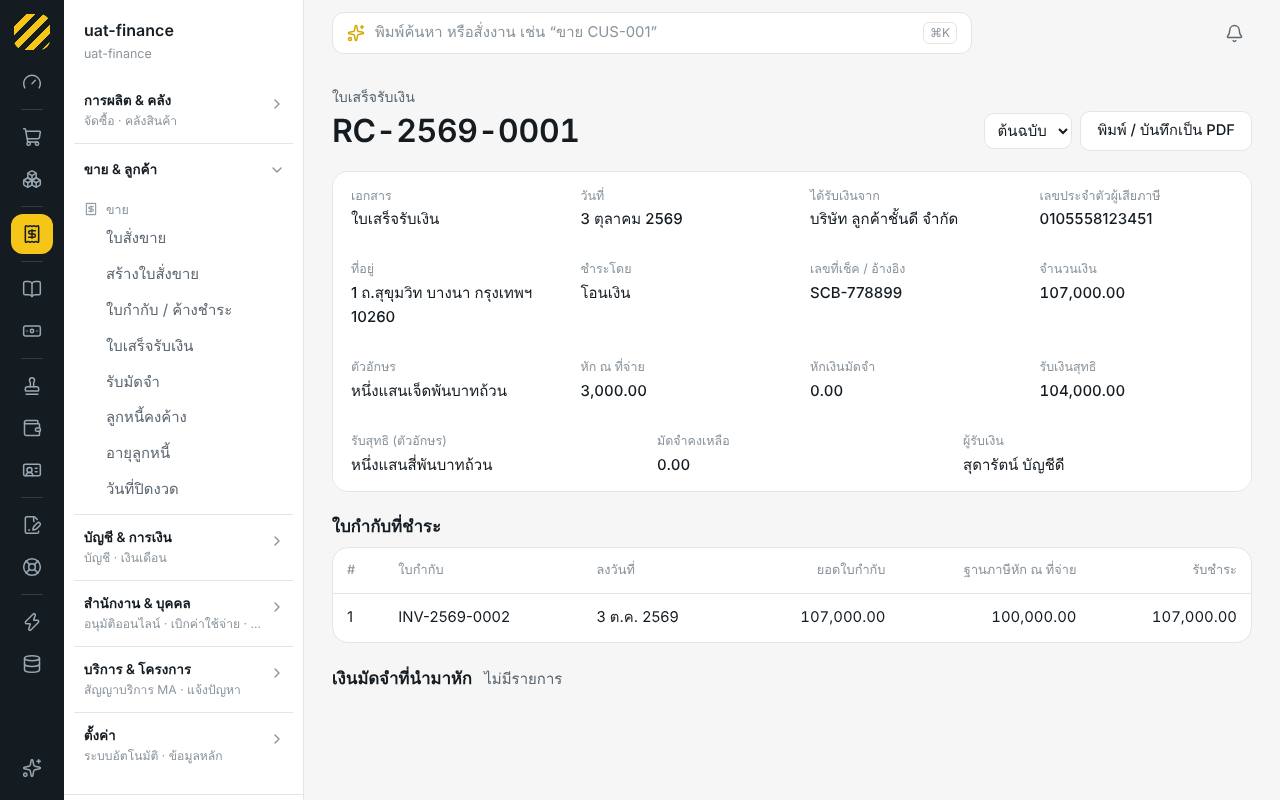 uat-finance
uat-finance
การผลิต & คลัง
จัดซื้อ · คลังสินค้า
ขาย & ลูกค้า
ขาย
ใบสั่งขาย
สร้างใบสั่งขาย
ใบกำกับ / ค้างชำระ
ใบเสร็จรับเงิน
รับมัดจำ
ลูกหนี้คงค้าง
อายุลูกหนี้
วันที่ปิดงวด
บัญชี & การเงิน
บัญชี · เงินเดือน
สำนักงาน & บุคคล
อนุมัติออนไลน์ · เบิกค่าใช้จ่าย · ...
บริการ & โครงการ
สัญญาบริการ MA · แจ้งปัญหา
ตั้งค่า
ระบบอัตโนมัติ · ข้อมูลหลัก
พิมพ์ค้นหา หรือสั่งงาน เช่น “ขาย CUS-001” ⌘K
ใบเสร็จรับเงิน
RC-2569-0001
ต้นฉบับ พิมพ์ / บันทึกเป็น PDF
เอกสาร วันที่ ได้รับเงินจาก เลขประจำตัวผู้เสียภาษี
ใบเสร็จรับเงิน 3 ตุลาคม 2569 บริษัท ลูกค้าชั้นดี จำกัด 0105558123451
ที่อยู่ ชำระโดย เลขที่เช็ค / อ้างอิง จำนวนเงิน
1 ถ.สุขุมวิท บางนา กรุงเทพฯ โอนเงิน SCB-778899 107,000.00
10260
ตัวอักษร หัก ณ ที่จ่าย หักเงินมัดจำ รับเงินสุทธิ
หนึ่งแสนเจ็ดพันบาทถ้วน 3,000.00 0.00 104,000.00
รับสุทธิ (ตัวอักษร) มัดจำคงเหลือ ผู้รับเงิน
หนึ่งแสนสี่พันบาทถ้วน 0.00 สุดารัตน์ บัญชีดี
ใบกำกับที่ชำระ
# ใบกำกับ ลงวันที่ ยอดใบกำกับ ฐานภาษีหัก ณ ที่จ่าย รับชำระ
1 INV-2569-0002 3 ต.ค. 2569 107,000.00 100,000.00 107,000.00
เงินมัดจำที่นำมาหัก ไม่มีรายการ